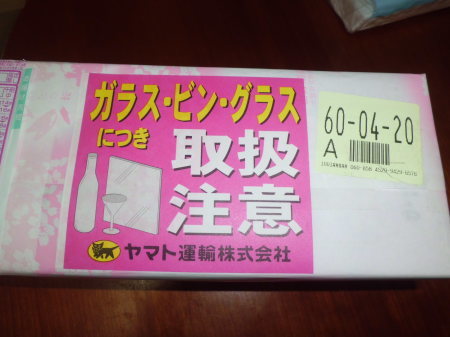 ガラス・ビン・グラス
につき
取扱
注意
ヤマト運輸株式会社
60-04-20
A